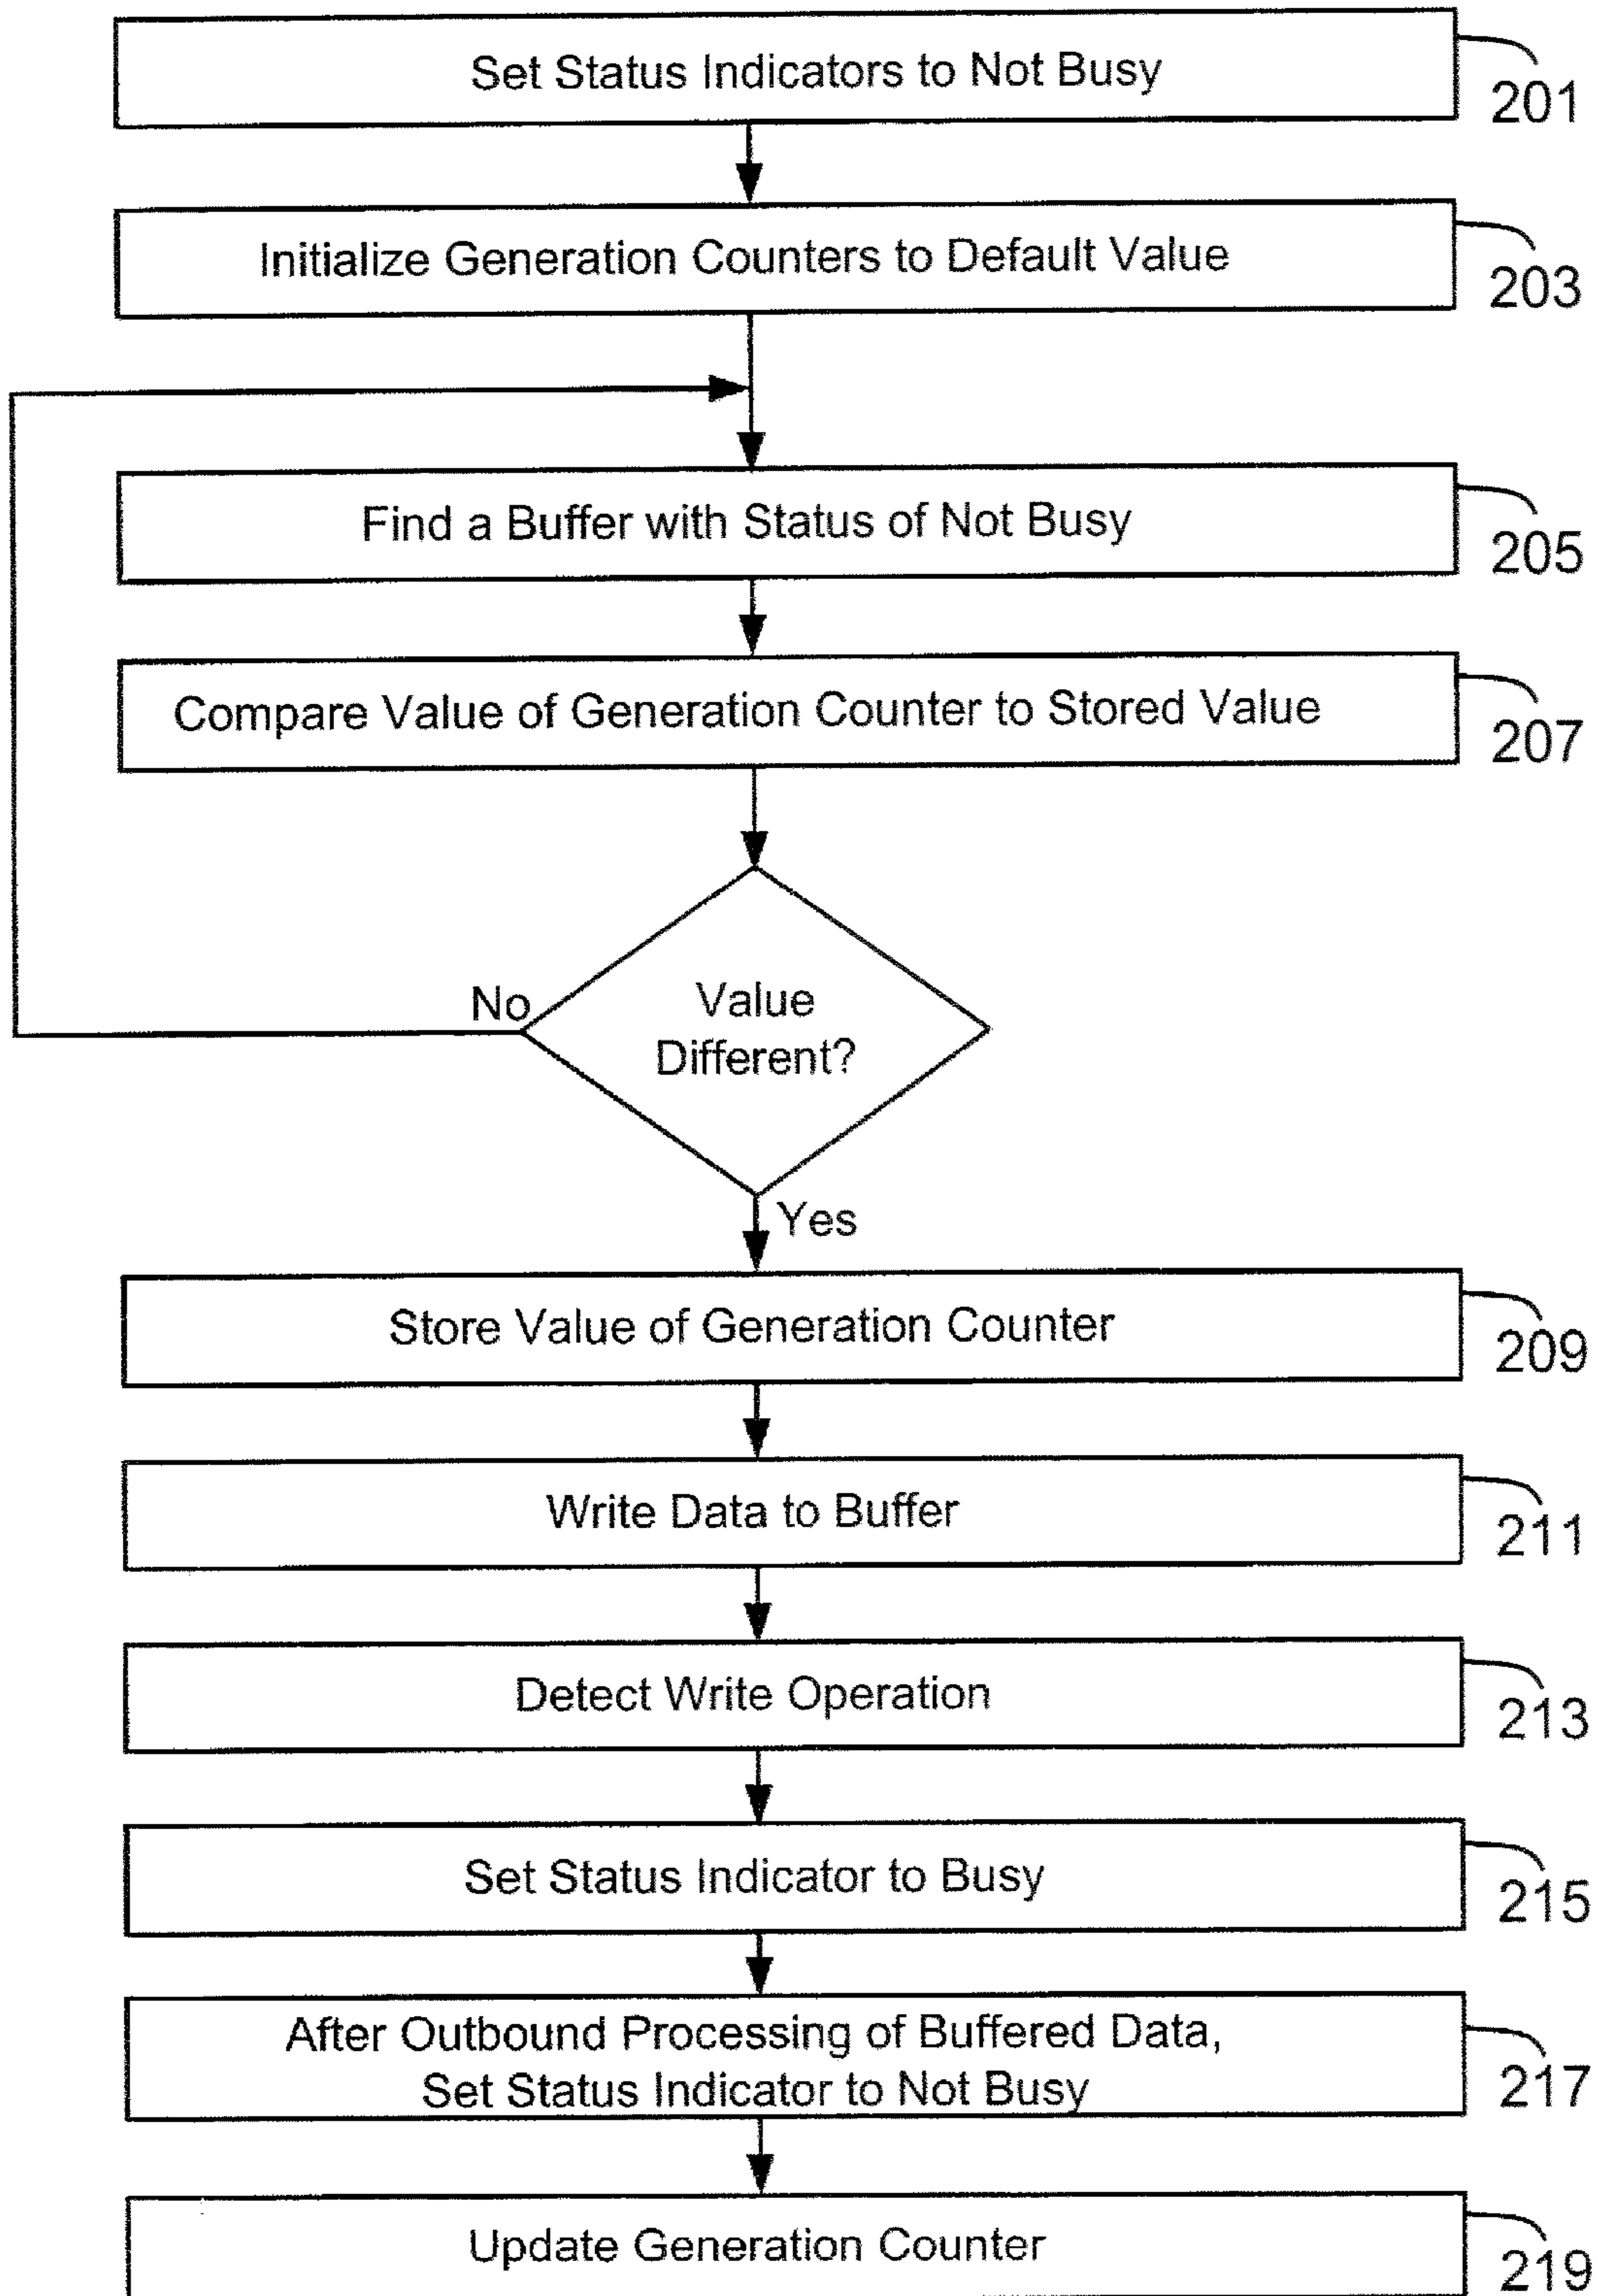 Set Status Indicators to Not Busy
201
Initialize Generation Counters to Default Value
203
Find a Buffer with Status of Not Busy
205
Compare Value of Generation Counter to Stored Value
207
No
Value
Different?
Yes
Store Value of Generation Counter
209
Write Data to Buffer
211
Detect Write Operation
213
Set Status Indicator to Busy
215
After Outbound Processing of Buffered Data,
Set Status Indicator to Not Busy
217
Update Generation Counter
219